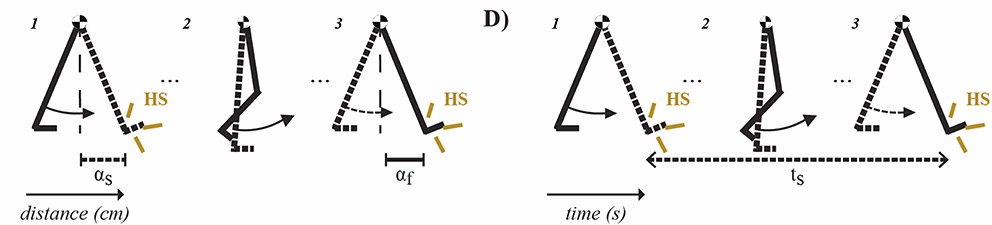 1 2 3 D) 1 2 3
... ... ... ...
HS HS HS HS
αs αf ts
distance (cm) time (s)